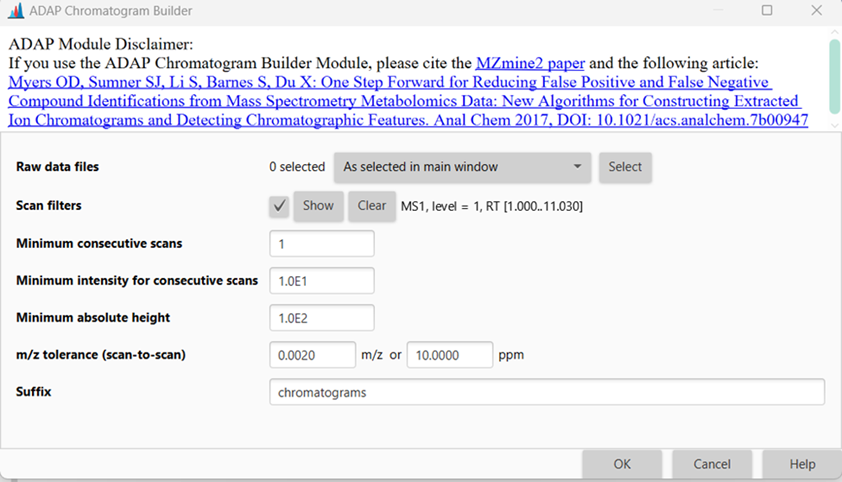 ADAP Chromatogram Builder
ADAP Module Disclaimer:
If you use the ADAP Chromatogram Builder Module, please cite the MZmine2 paper and the following article:
Myers OD, Sumner SJ, Li S, Barnes S, Du X: One Step Forward for Reducing False Positive and False Negative
Compound Identifications from Mass Spectrometry Metabolomics Data: New Algorithms for Constructing Extracted
Ion Chromatograms and Detecting Chromatographic Features. Anal Chem 2017, DOI: 10.1021/acs.analchem.7b00947
Raw data files 0 selected As selected in main window Select
Scan filters Show Clear MS1, level = 1, RT [1.000..11.030]
Minimum consecutive scans 1
Minimum intensity for consecutive scans 1.0E1
Minimum absolute height 1.0E2
m/z tolerance (scan-to-scan) 0.0020 m/z or 10.0000 ppm
Suffix chromatograms
OK Cancel Help